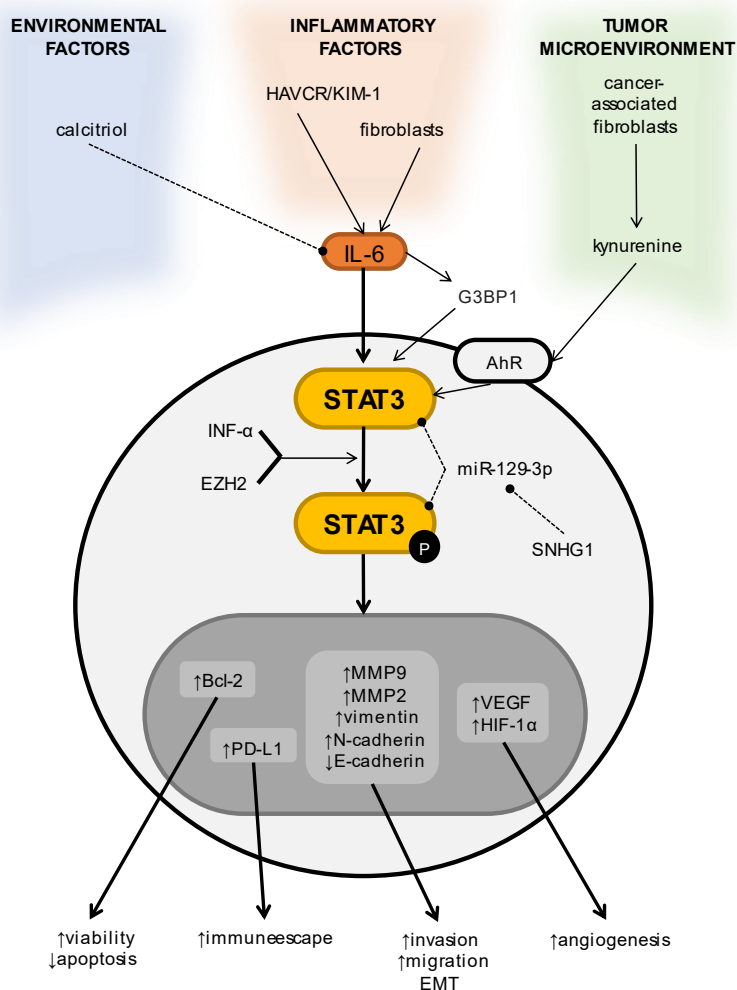 ENVIRONMENTAL
FACTORS
INFLAMMATORY
FACTORS
TUMOR
MICROENVIRONMENT
HAVCR/KIM-1
fibroblasts
calcitriol
cancer-
associated
fibroblasts
kynurenine
IL-6
G3BP1
AhR
STAT3
INF-α
EZH2
miR-129-3p
STAT3
P
SNHG1
↑Bcl-2
↑PD-L1
↑MMP9
↑MMP2
↑vimentin
↑N-cadherin
↓E-cadherin
↑VEGF
↑HIF-1α
↑viability
↓apoptosis
↑immuneescape
↑invasion
↑migration
EMT
↑angiogenesis